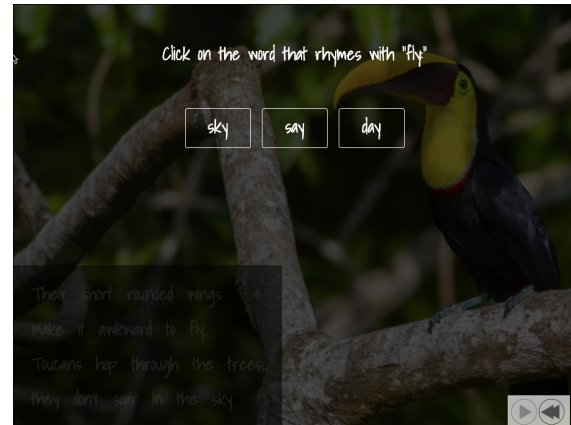 Click on the word that rhymes with "fly."
sky say day
Their short rounded wings
make it awkward to fly.
Toucans hop through the trees;
they don't soar in the sky.